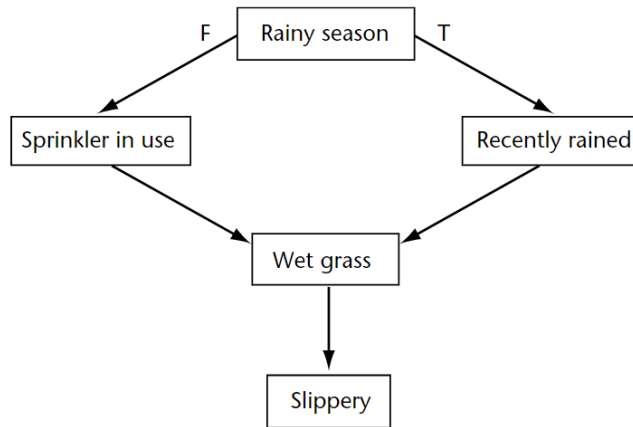 F
Rainy season
T
Sprinkler in use
Recently rained
Wet grass
Slippery